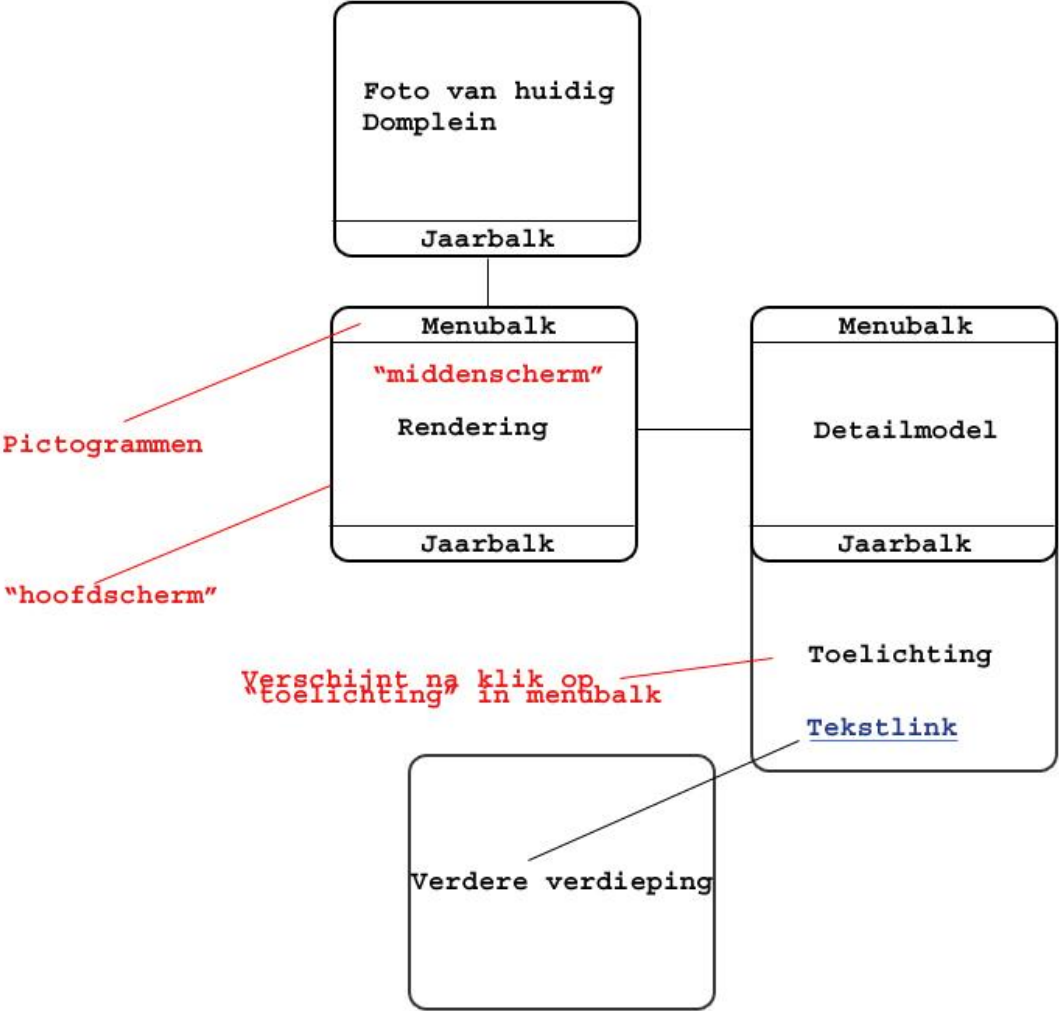 Foto van huidig
Domplein
Jaarbalk
Menubalk
“middenscherm”
Rendering
Jaarbalk
Pictogrammen
“hoofdscherm”
Menubalk
Detailmodel
Jaarbalk
Toelichting
Tekstlink
Verschijnt na klik op
“toelichting” in menubalk
Verdere verdieping